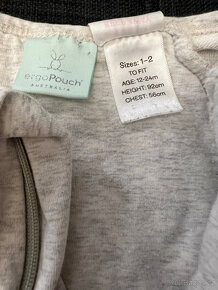 ergoPouch
AUSTRALIA
Sizes: 1-2
TO FIT
AGE: 12-24m
HEIGHT: 92cm
CHEST: 56cm